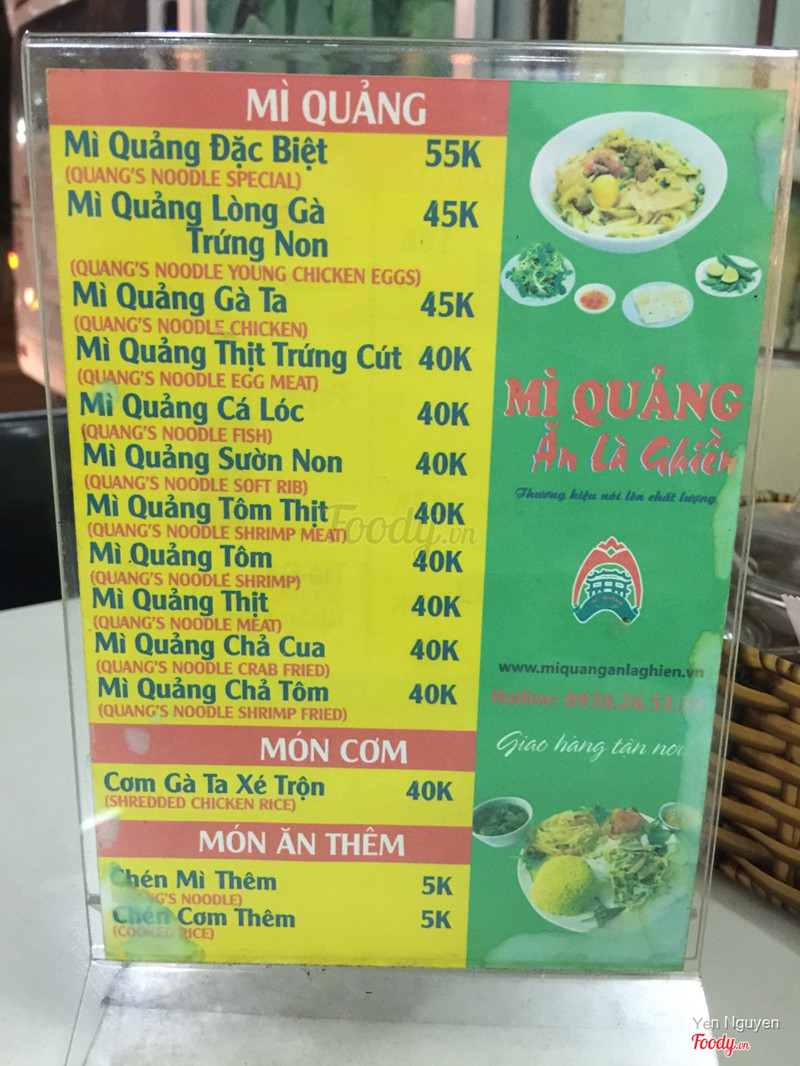 MÌ QUẢNG
Mì Quảng Đặc Biệt 55K
(QUANG'S NOODLE SPECIAL)
Mì Quảng Lòng Gà 45K
Trứng Non
(QUANG'S NOODLE YOUNG CHICKEN EGGS)
Mì Quảng Gà Ta 45K
(QUANG'S NOODLE CHICKEN)
Mì Quảng Thịt Trứng Cút 40K
(QUANG'S NOODLE EGG MEAT)
Mì Quảng Cá Lóc 40K
(QUANG'S NOODLE FISH)
Mì Quảng Sườn Non 40K
(QUANG'S NOODLE SOFT RIB)
Mì Quảng Tôm Thịt 40K
(QUANG'S NOODLE SHRIMP MEAT)
Mì Quảng Tôm 40K
(QUANG'S NOODLE SHRIMP)
Mì Quảng Thịt 40K
(QUANG'S NOODLE MEAT)
Mì Quảng Chả Cua 40K
(QUANG'S NOODLE CRAB FRIED)
Mì Quảng Chả Tôm 40K
(QUANG'S NOODLE SHRIMP FRIED)
MÓN CƠM
Cơm Gà Ta Xé Trộn 40K
(SHREDDED CHICKEN RICE)
MÓN ĂN THÊM
Chén Mì Thêm 5K
NOODLE)
Chén Cơm Thêm 5K
(COOKED RICE)
MÌ QUẢNG
Ăn Là Ghiền
Thương hiệu nói lên chất lượng
www.miquanganlaghien.vn
Hotline: 0938.26.51.
Giao hàng tận
Foody.vn
Yen Nguyen
Foody.vn